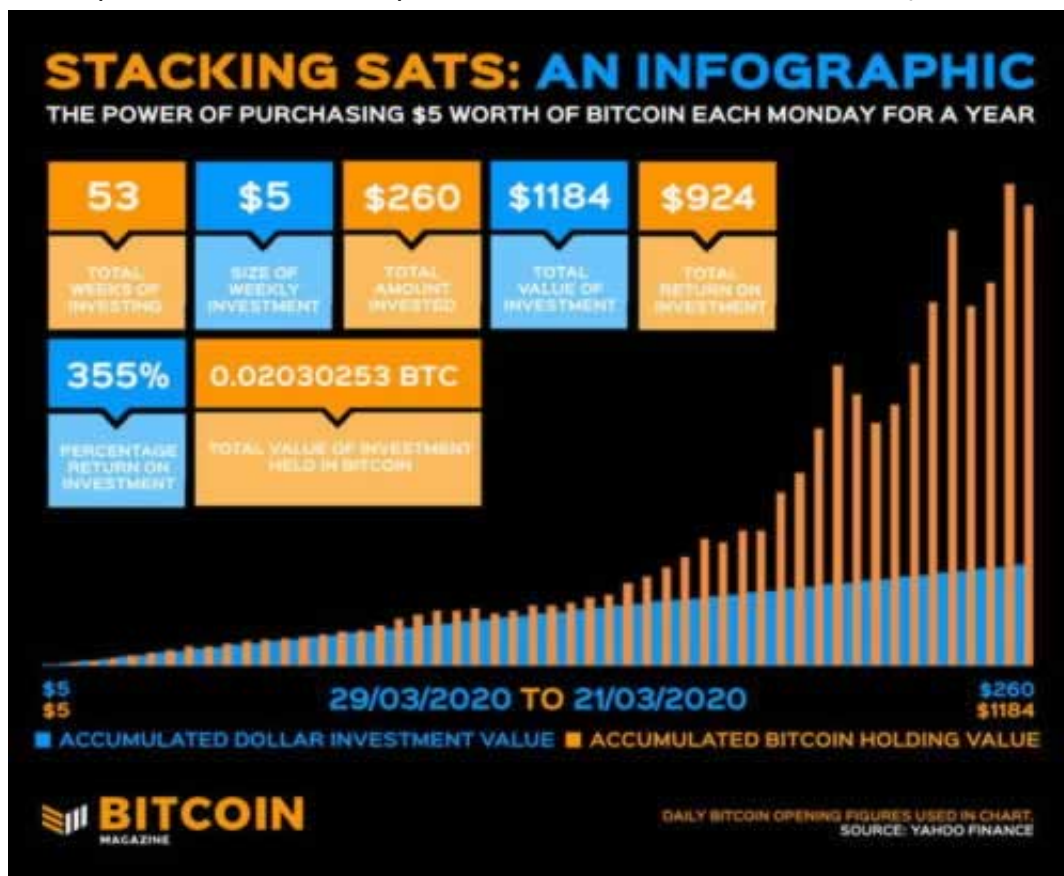 STACKING SATS: AN INFOGRAPHIC
THE POWER OF PURCHASING $5 WORTH OF BITCOIN EACH MONDAY FOR A YEAR
53
TOTAL
WEEKS OF
INVESTING
$5
SIZE OF
WEEKLY
INVESTMENT
$260
TOTAL
AMOUNT
INVESTED
$1184
TOTAL
VALUE OF
INVESTMENT
$924
TOTAL
RETURN ON
INVESTMENT
355%
PERCENTAGE
RETURN ON
INVESTMENT
0.02030253 BTC
TOTAL VALUE OF INVESTMENT
HELD IN BITCOIN
$5
$5
29/03/2020 TO 21/03/2020
$260
$1184
ACCUMULATED DOLLAR INVESTMENT VALUE
ACCUMULATED BITCOIN HOLDING VALUE
BITCOIN
MAGAZINE
DAILY BITCOIN OPENING FIGURES USED IN CHART.
SOURCE: YAHOO FINANCE